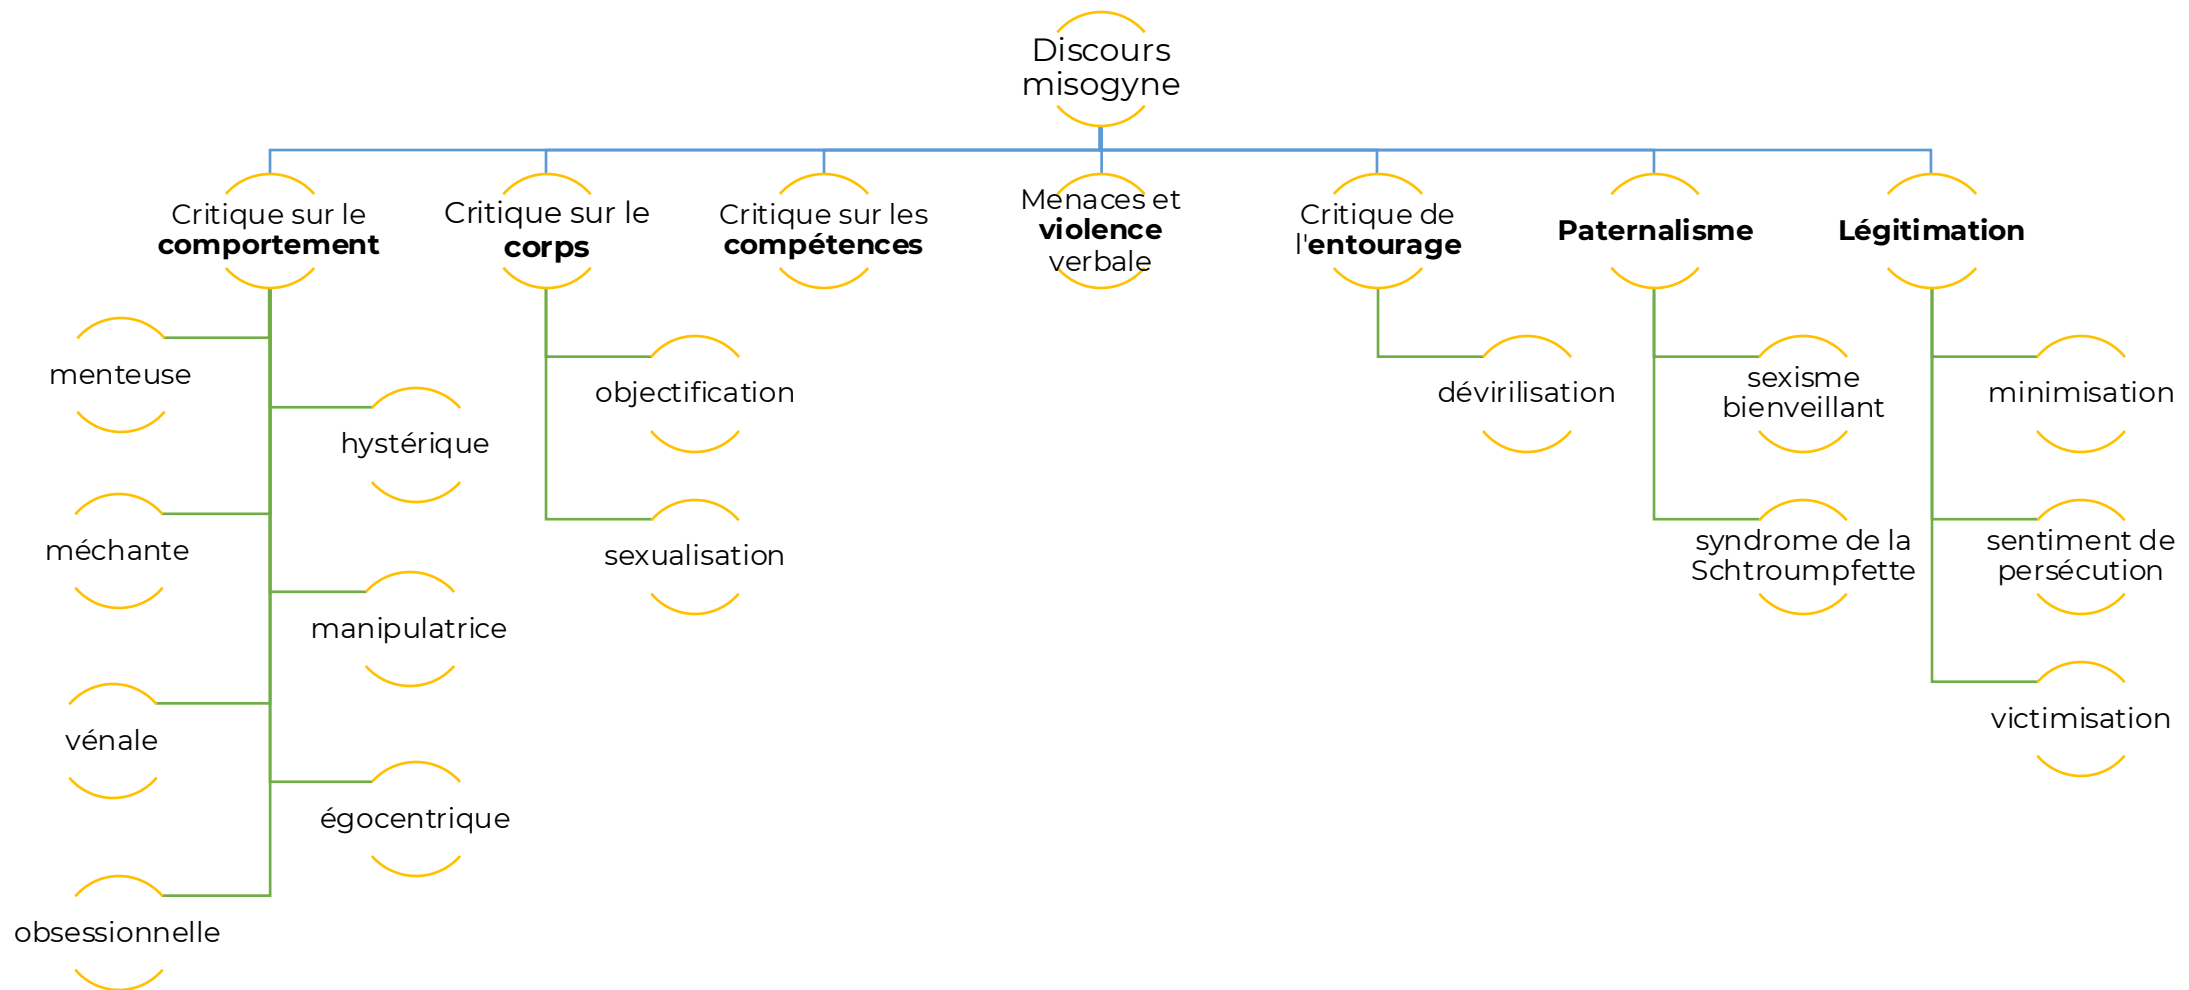 Discours
misogyne
Critique sur le
comportement
Critique sur le
corps
Critique sur les
compétences
Menaces et
violence
verbale
Critique de
l'entourage
Paternalisme
Légitimation
menteuse
hystérique
méchante
manipulatrice
vénale
égocentrique
obsessionnelle
objectification
sexualisation
dévirilisation
sexisme
bienveillant
syndrome de la
Schtroumpfette
minimisation
sentiment de
persécution
victimisation